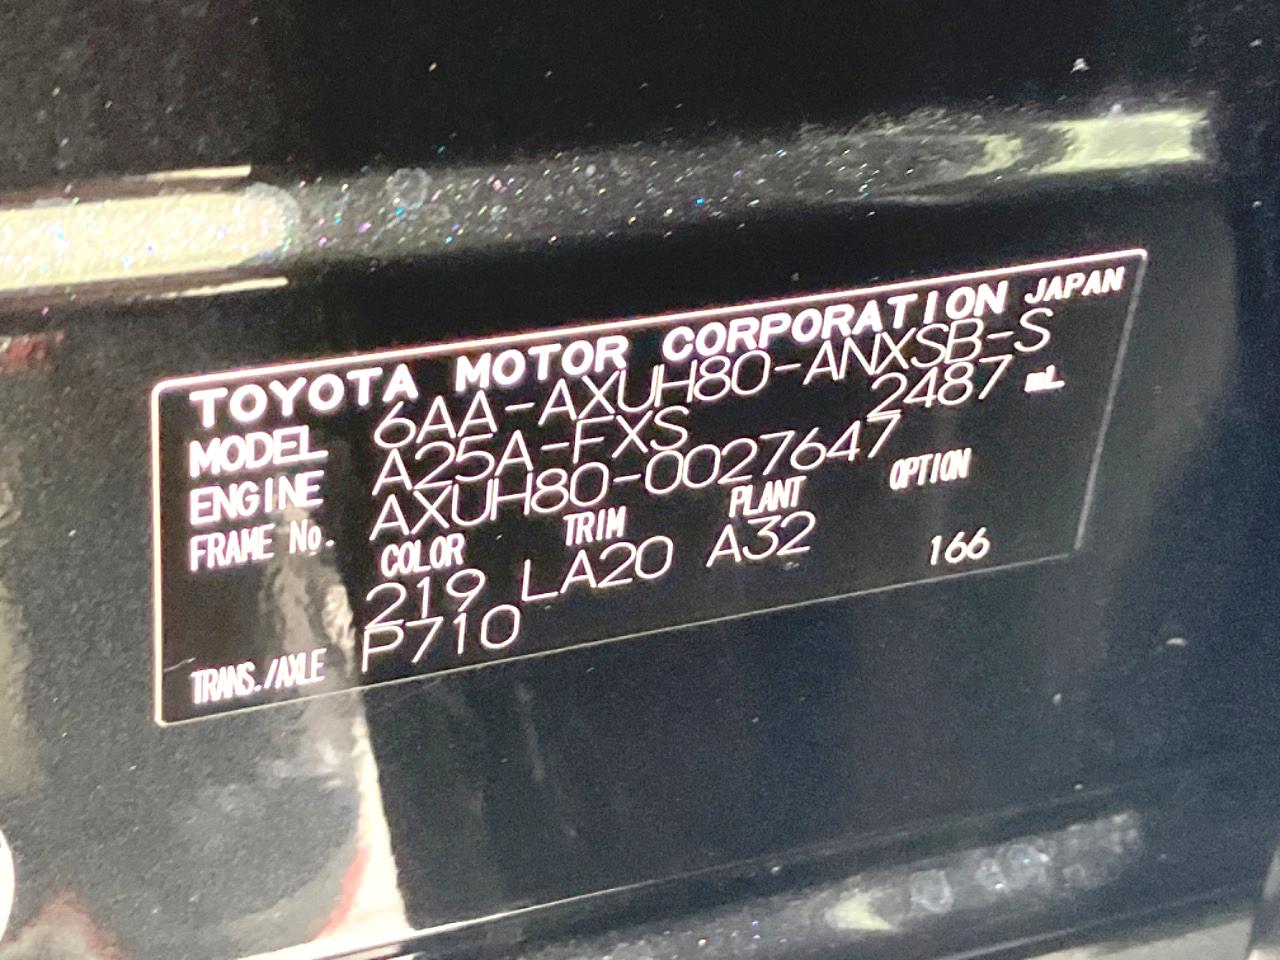 TOYOTA MOTOR CORPORATION JAPAN
MODEL 6AA-AXUH80-ANXSB-S
ENGINE A25A-FXS 2487 mL
FRAME No. AXUH80-0027647
COLOR TRIM PLANT OPTION
219 LA20 A32 166
TRANS./AXLE P710